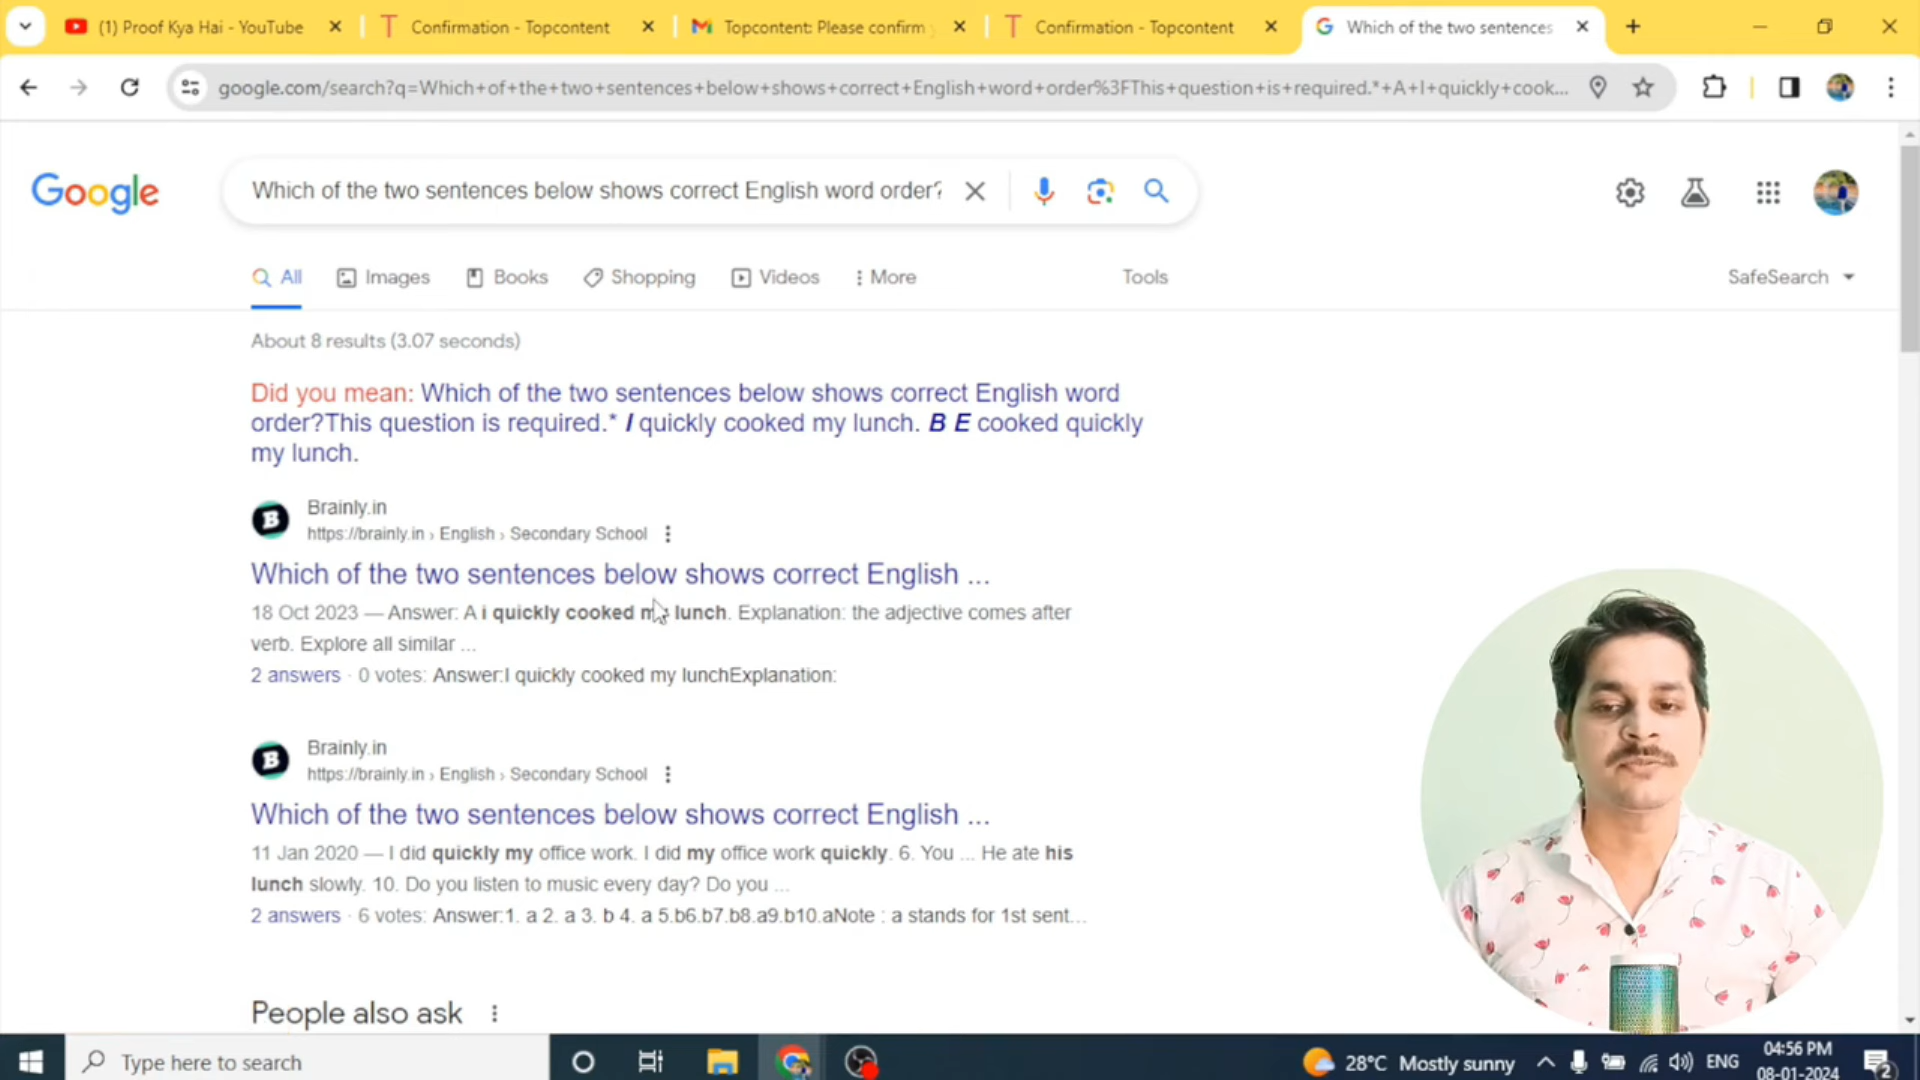 (1) Proof Kya Hai - YouTube
Confirmation - Topcontent
Topcontent: Please confirm
Confirmation - Topcontent
Which of the two sentences
google.com/search?q=Which+of+the+two+sentences+below+shows+correct+English+word+order%3FThis+question+is+required.*+A+I+quickly+cook...
Google
Which of the two sentences below shows correct English word order?
All
Images
Books
Shopping
Videos
More
Tools
SafeSearch
About 8 results (3.07 seconds)
Did you mean: Which of the two sentences below shows correct English word
order?This question is required.* I quickly cooked my lunch. B E cooked quickly
my lunch.
B
Brainly.in
https://brainly.in › English › Secondary School
Which of the two sentences below shows correct English ...
18 Oct 2023 — Answer: A i quickly cooked my lunch. Explanation: the adjective comes after
verb. Explore all similar ...
2 answers · 0 votes: Answer:I quickly cooked my lunchExplanation:
B
Brainly.in
https://brainly.in › English › Secondary School
Which of the two sentences below shows correct English ...
11 Jan 2020 — I did quickly my office work. I did my office work quickly. 6. You ... He ate his
lunch slowly. 10. Do you listen to music every day? Do you ...
2 answers · 6 votes: Answer:1. a 2. a 3. b 4. a 5.b6.b7.b8.a9.b10.aNote : a stands for 1st sent...
People also ask
Type here to search
28°C Mostly sunny
ENG
04:56 PM
08-01-2024
2